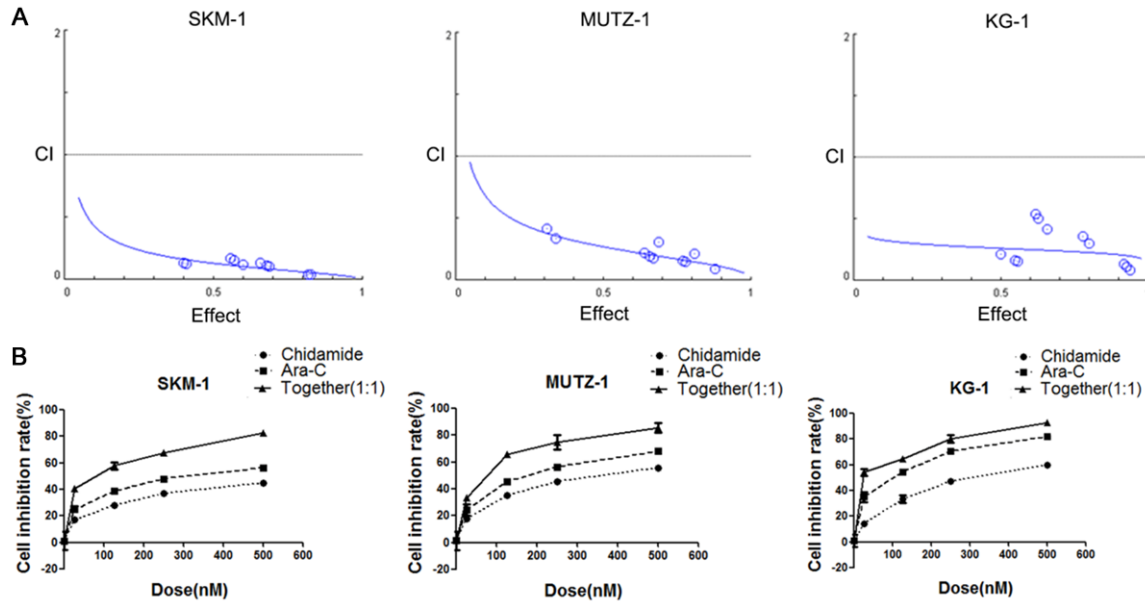 A
SKM-1
MUTZ-1
KG-1
2
CI
0
0
0.5
1
Effect
2
CI
0
0
0.5
1
Effect
2
CI
0
0
0.5
Effect
B
Chidamide
Ara-C
Together(1:1)
SKM-1
Cell inhibition rate(%)
100
80
60
40
20
0
-20
0
100
200
300
400
500
600
Dose(nM)
Chidamide
Ara-C
Together(1:1)
MUTZ-1
Cell inhibition rate(%)
100
80
60
40
20
0
-20
0
100
200
300
400
500
600
Dose(nM)
Chidamide
Ara-C
Together(1:1)
KG-1
Cell inhibition rate(%)
100
80
60
40
20
0
-20
0
100
200
300
400
500
600
Dose(nM)